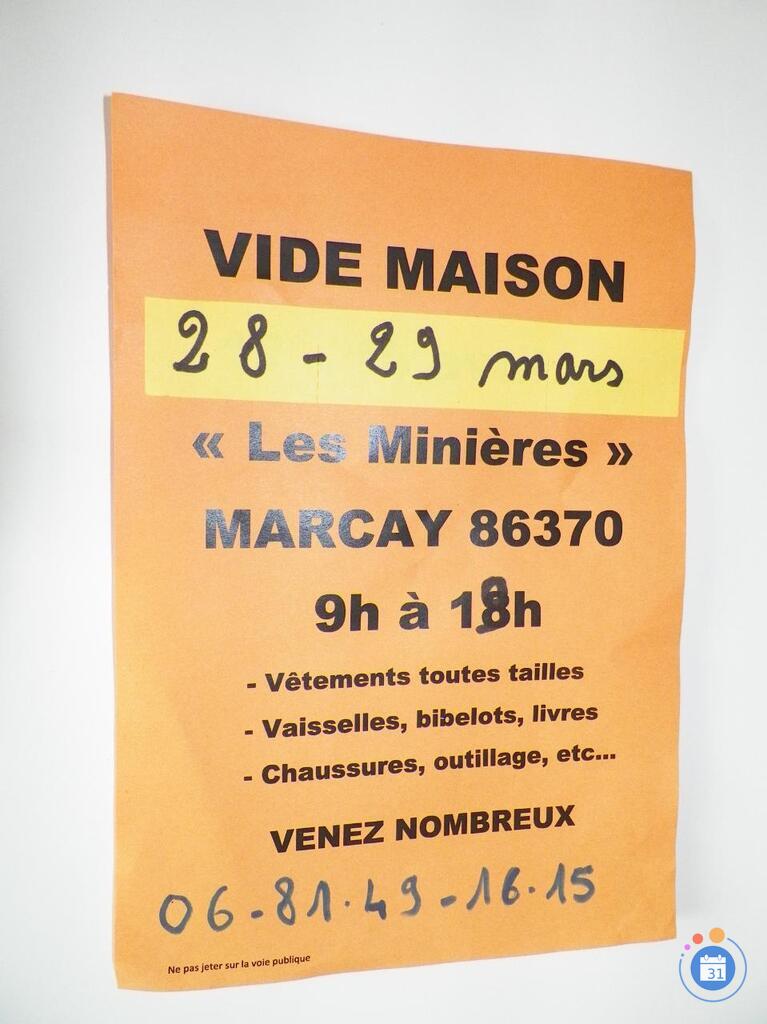 VIDE MAISON
28 - 29 mars
« Les Minières »
MARCAY 86370
9h à 18h
- Vêtements toutes tailles
- Vaisselles, bibelots, livres
- Chaussures, outillage, etc...
VENEZ NOMBREUX
06-81.49-16.15
Ne pas jeter sur la voie publique
31